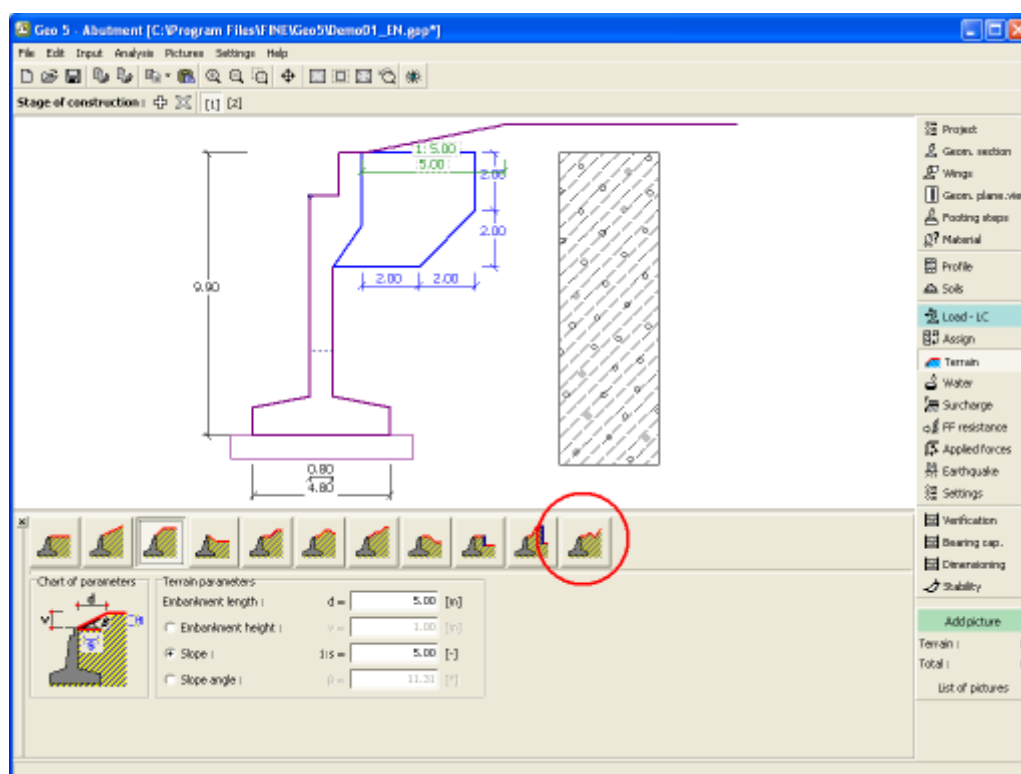 Geo 5 - Abutment [C:\Program Files\FINE\Geo5\Demo01_EN.gsp*]
File Edit Input Analysis Pictures Settings Help
Stage of construction : [1] [2]
1: 5.00
5.00
2.00
2.00
2.00 2.00
9.90
0.80
4.80
Project
Geom. section
Wings
Geom. plane.vie
Footing steps
Material
Profile
Soils
Load - LC
Assign
Terrain
Water
Surcharge
FF resistance
Applied forces
Earthquake
Settings
Verification
Bearing cap.
Dimensioning
Stability
Add picture
Terrain :
Total :
List of pictures
Chart of parameters
d
v
Terrain parameters
Embankment length : d = 5.00 [m]
Embankment height : v = 1.00 [m]
Slope : 1:s = 5.00 [-]
Slope angle : β = 11.31 [°]